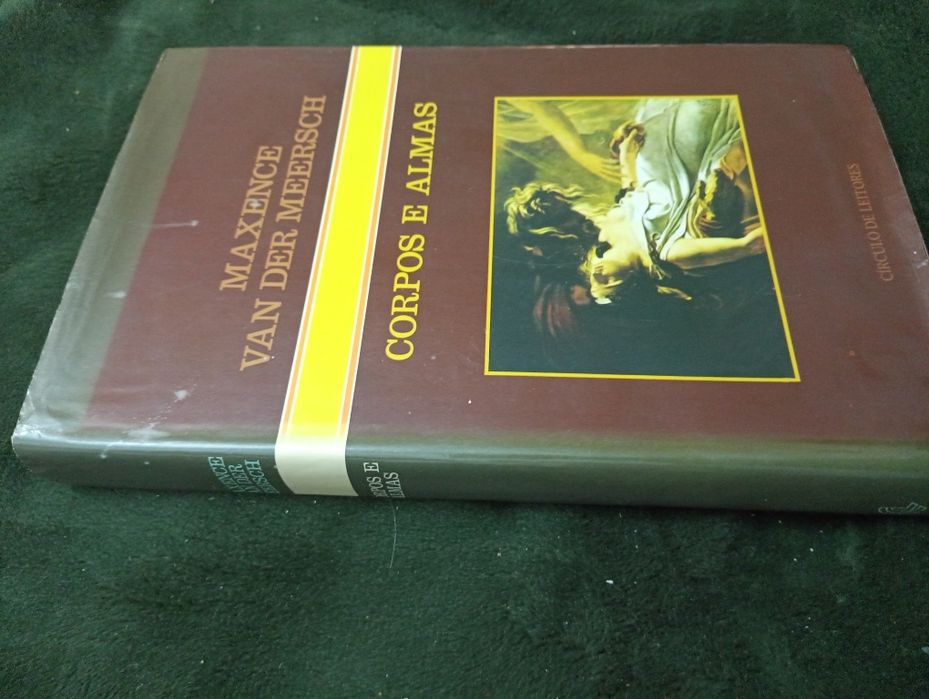 MAXENCE
VAN DER MEERSCH
CORPOS E ALMAS
CÍRCULO DE LEITORES